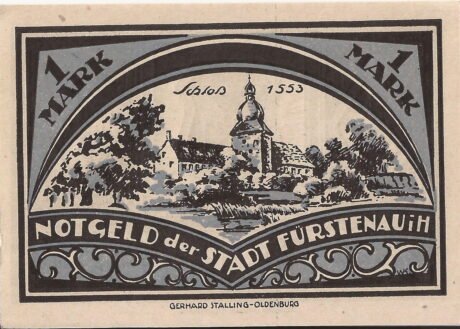 1 MARK
1 MARK
Schloß 1553
NOTGELD der STADT FÜRSTENAU i H
GERHARD STALLING-OLDENBURG